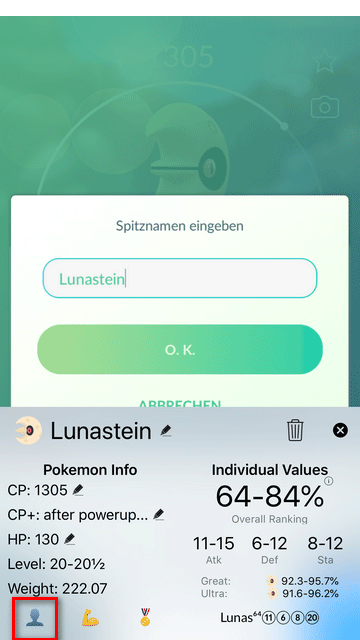 1305
Spitznamen eingeben
Lunastein
O. K.
ABBRECHEN
Lunastein
Pokemon Info
CP: 1305
CP+: after powerup...
HP: 130
Level: 20-20½
Weight: 222.07
Individual Values
64-84%
Overall Ranking
11-15 6-12 8-12
Atk Def Sta
Great: 92.3-95.7%
Ultra: 91.6-96.2%
Lunas⁶⁴⑪⑥⑧⑳